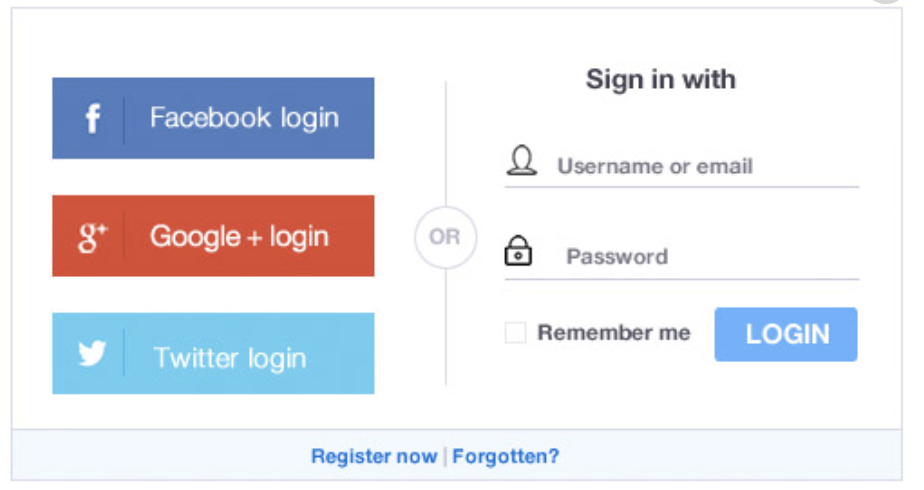 f Facebook login
g+ Google + login
Twitter login
OR
Sign in with
Username or email
Password
Remember me LOGIN
Register now | Forgotten?